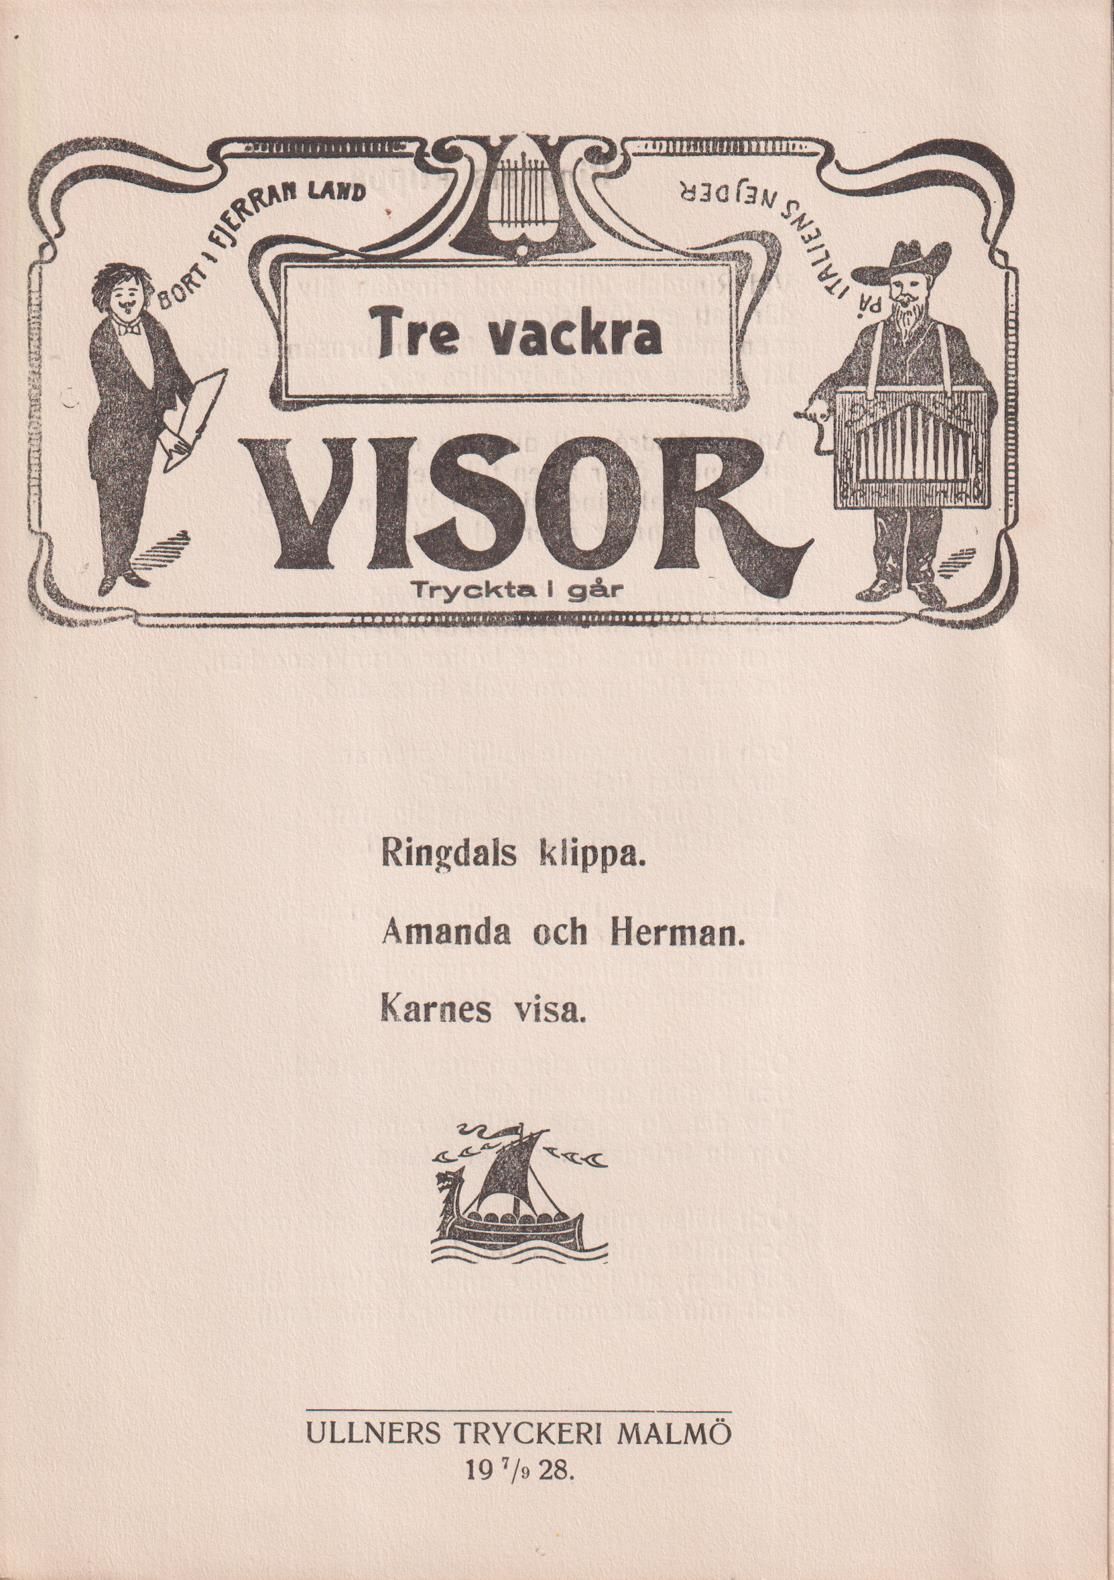 BORT I FJERRAN LAND
PÅ ITALIENS NEJDER
Tre vackra
VISOR
Tryckta i går
Ringdals klippa.
Amanda och Herman.
Karnes visa.
ULLNERS TRYCKERI MALMÖ
19 7/9 28.